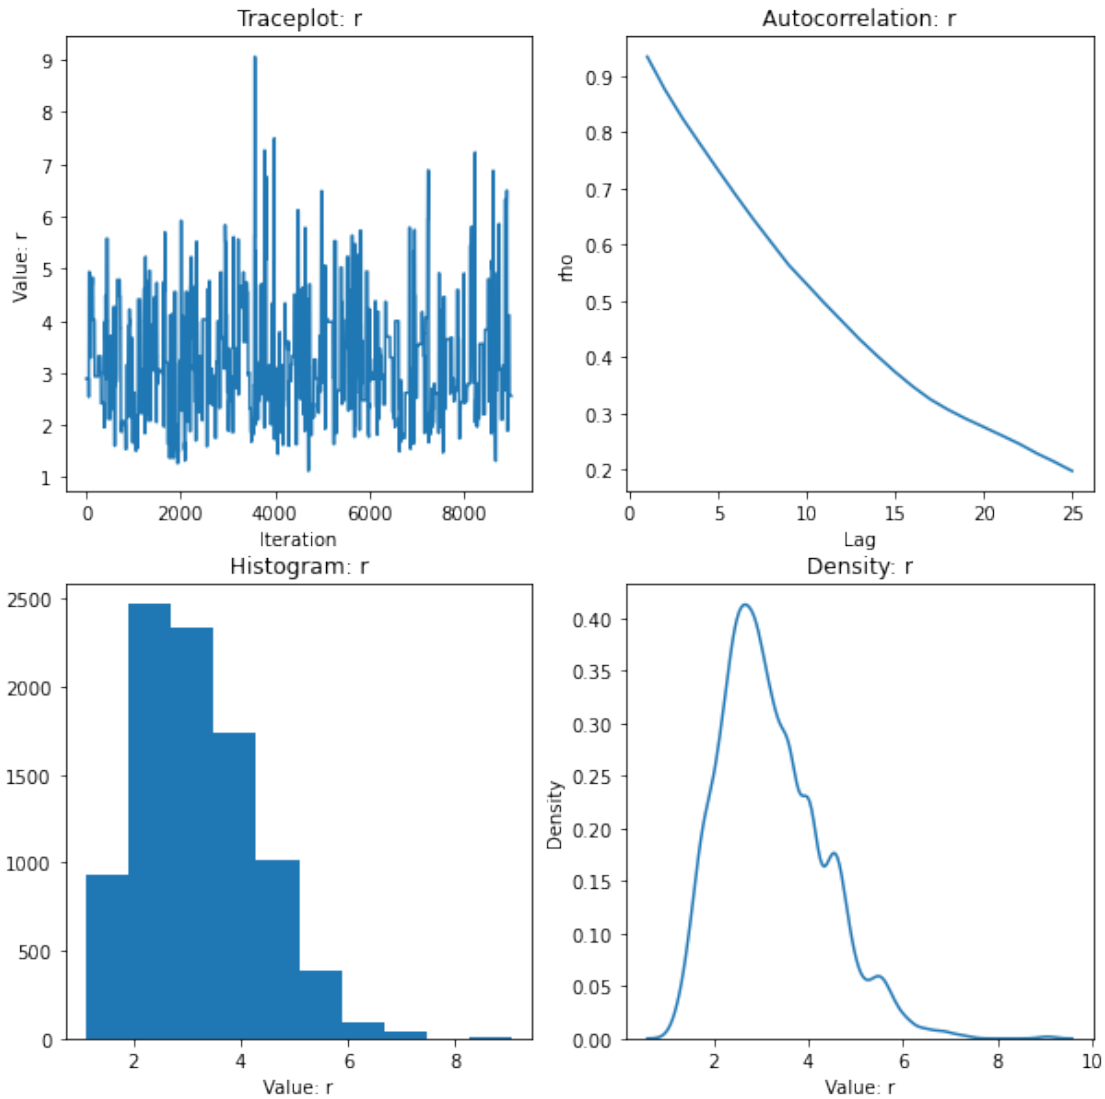 Traceplot: r
Value: r
9
8
7
6
5
4
3
2
1
0 2000 4000 6000 8000
Iteration
Autocorrelation: r
rho
0.9
0.8
0.7
0.6
0.5
0.4
0.3
0.2
0 5 10 15 20 25
Lag
Histogram: r
2500
2000
1500
1000
500
0
2 4 6 8
Value: r
Density: r
Density
0.40
0.35
0.30
0.25
0.20
0.15
0.10
0.05
0.00
2 4 6 8 10
Value: r